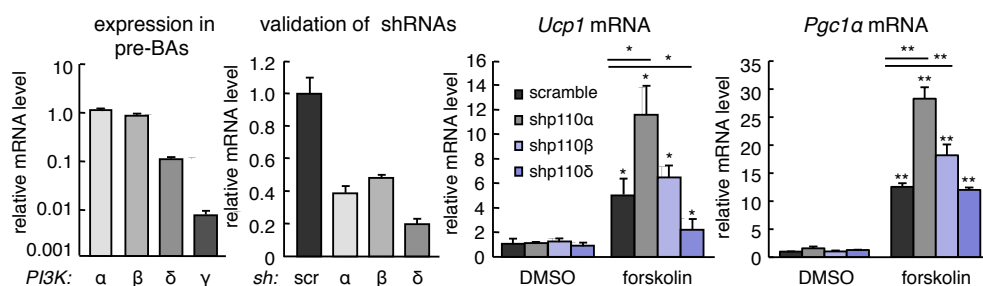 expression in
pre-BAs
relative mRNA level
10
1.0
0.1
0.01
0.001
PI3K: α β δ γ
validation of shRNAs
relative mRNA level
1.2
1.0
0.8
0.6
0.4
0.2
0
sh: scr α β δ
Ucp1 mRNA
relative mRNA level
16
14
12
10
8
6
4
2
0
scramble
shp110α
shp110β
shp110δ
*
*
*
*
*
*
DMSO forskolin
Pgc1α mRNA
relative mRNA level
35
30
25
20
15
10
5
0
**
**
**
**
**
**
DMSO forskolin